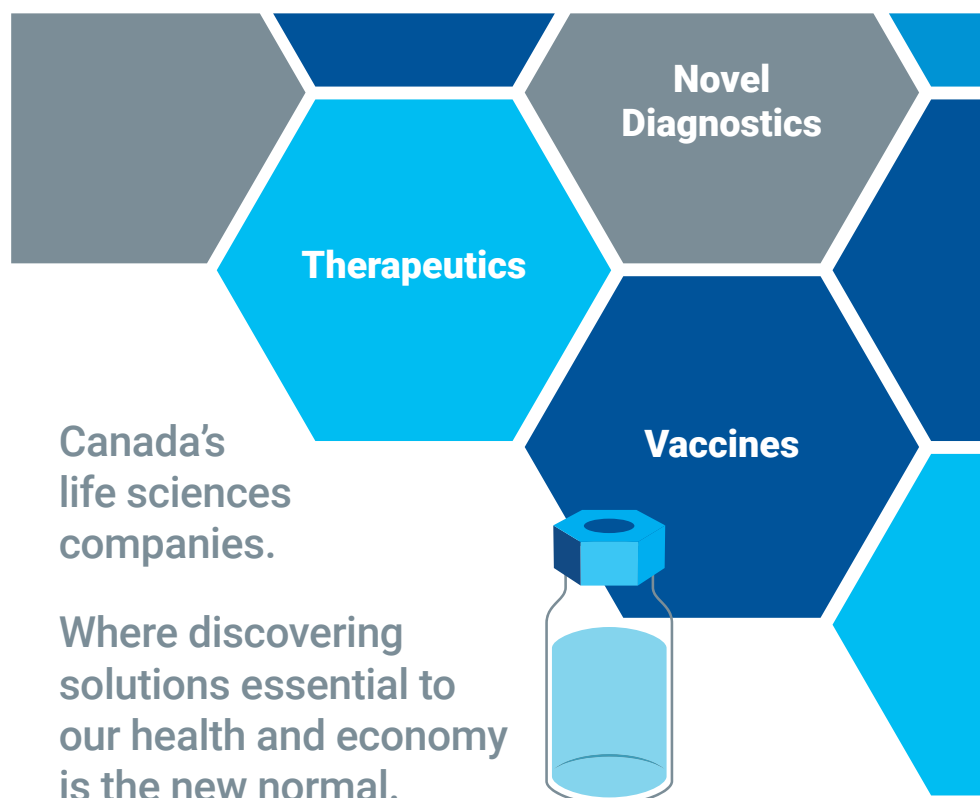 Novel
Diagnostics
Therapeutics
Vaccines
Canada’s
life sciences
companies.
Where discovering
solutions essential to
our health and economy
is the new normal.